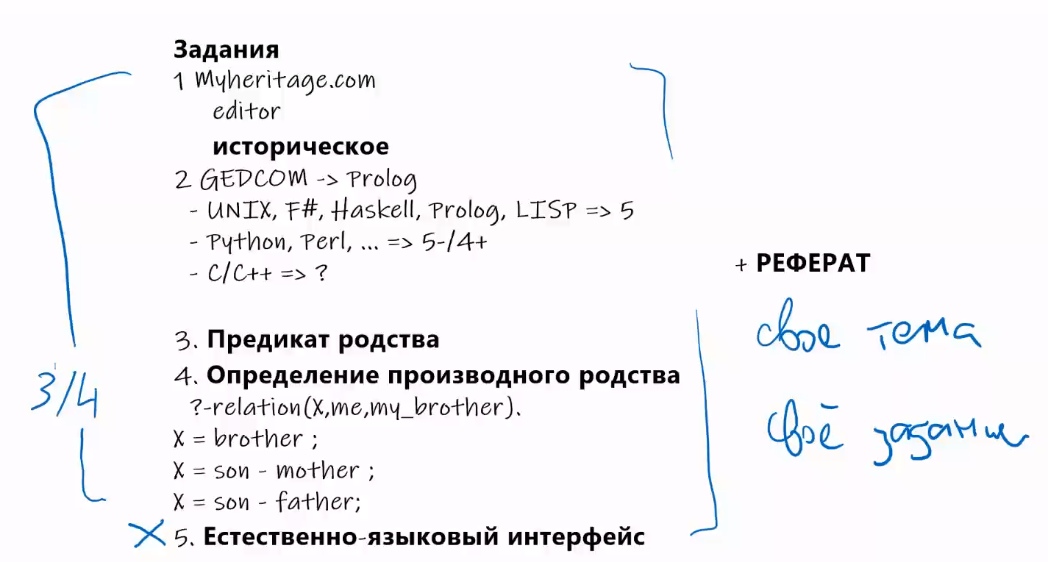 Задания
1 Myheritage.com
editor
историческое
2 GEDCOM -> Prolog
- UNIX, F#, Haskell, Prolog, LISP => 5
- Python, Perl, ... => 5-/4+
- C/C++ => ?
+ РЕФЕРАТ
свое тема
своё задание
3. Предикат родства
4. Определение производного родства
?-relation(X,me,my_brother).
X = brother ;
X = son - mother ;
X = son - father;
X 5. Естественно-языковый интерфейс
3/4